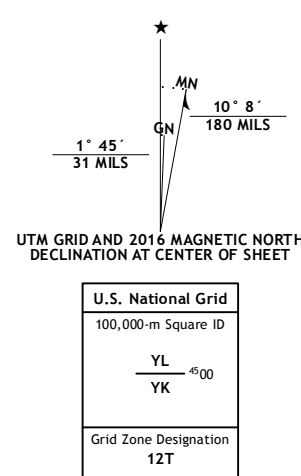 ★
MN
GN
10° 8´
180 MILS
1° 45´
31 MILS
UTM GRID AND 2016 MAGNETIC NORTH
DECLINATION AT CENTER OF SHEET
U.S. National Grid
100,000-m Square ID
YL
4500
YK
Grid Zone Designation
12T